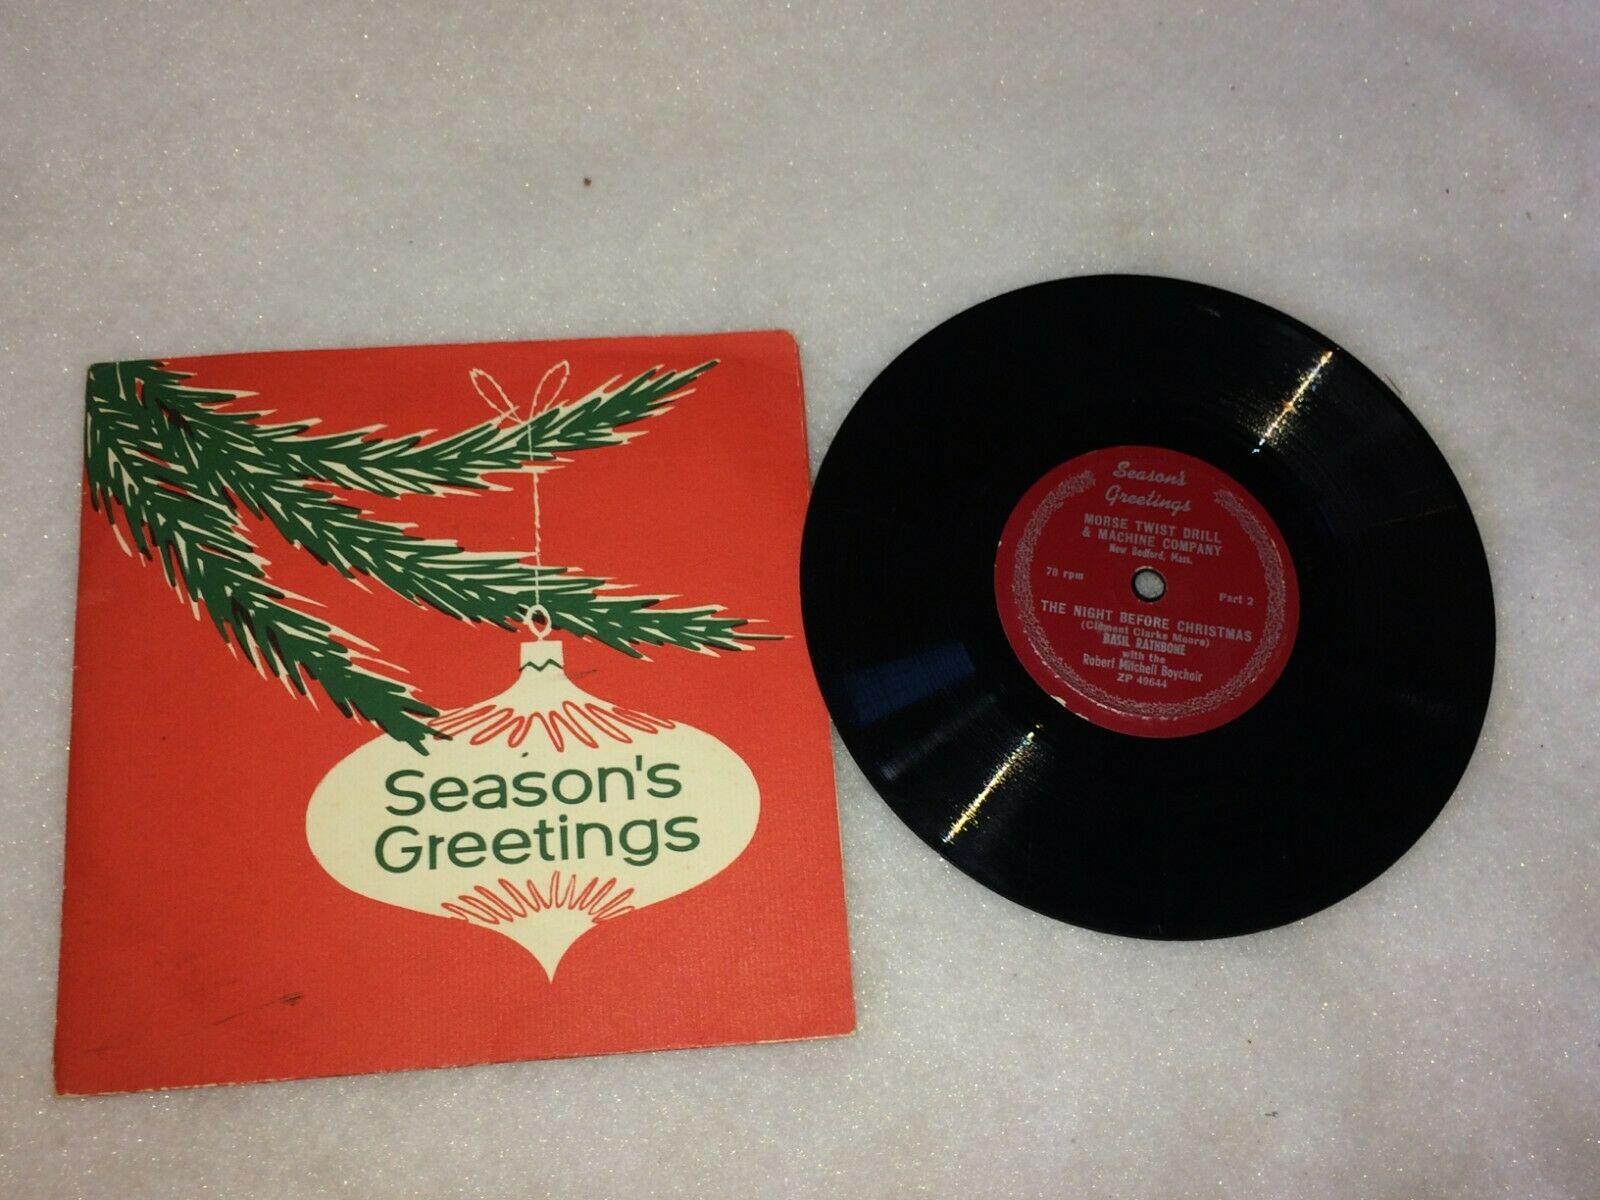 Season's
Greetings
Season's
Greetings
MORSE TWIST DRILL
& MACHINE COMPANY
New Bedford, Mass.
78 rpm
Part 2
THE NIGHT BEFORE CHRISTMAS
(Clement Clarke Moore)
BASIL RATHBONE
with the
Robert Mitchell Boychoir
ZP 49644